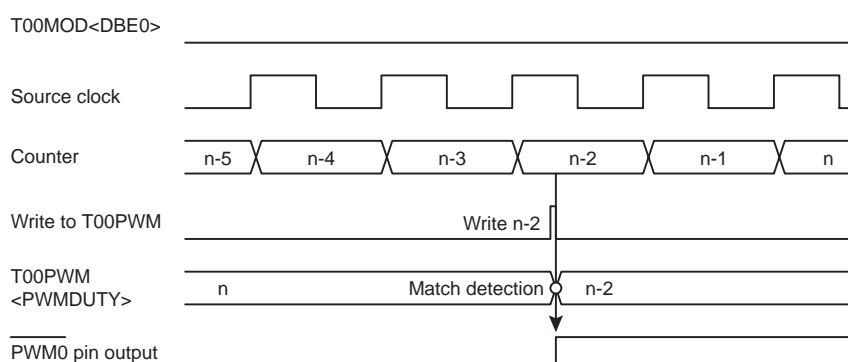 T00MOD<DBE0>
Source clock
Counter
n-5 n-4 n-3 n-2 n-1 n
Write to T00PWM
Write n-2
T00PWM
<PWMDUTY>
n
Match detection
n-2
PWM0 pin output